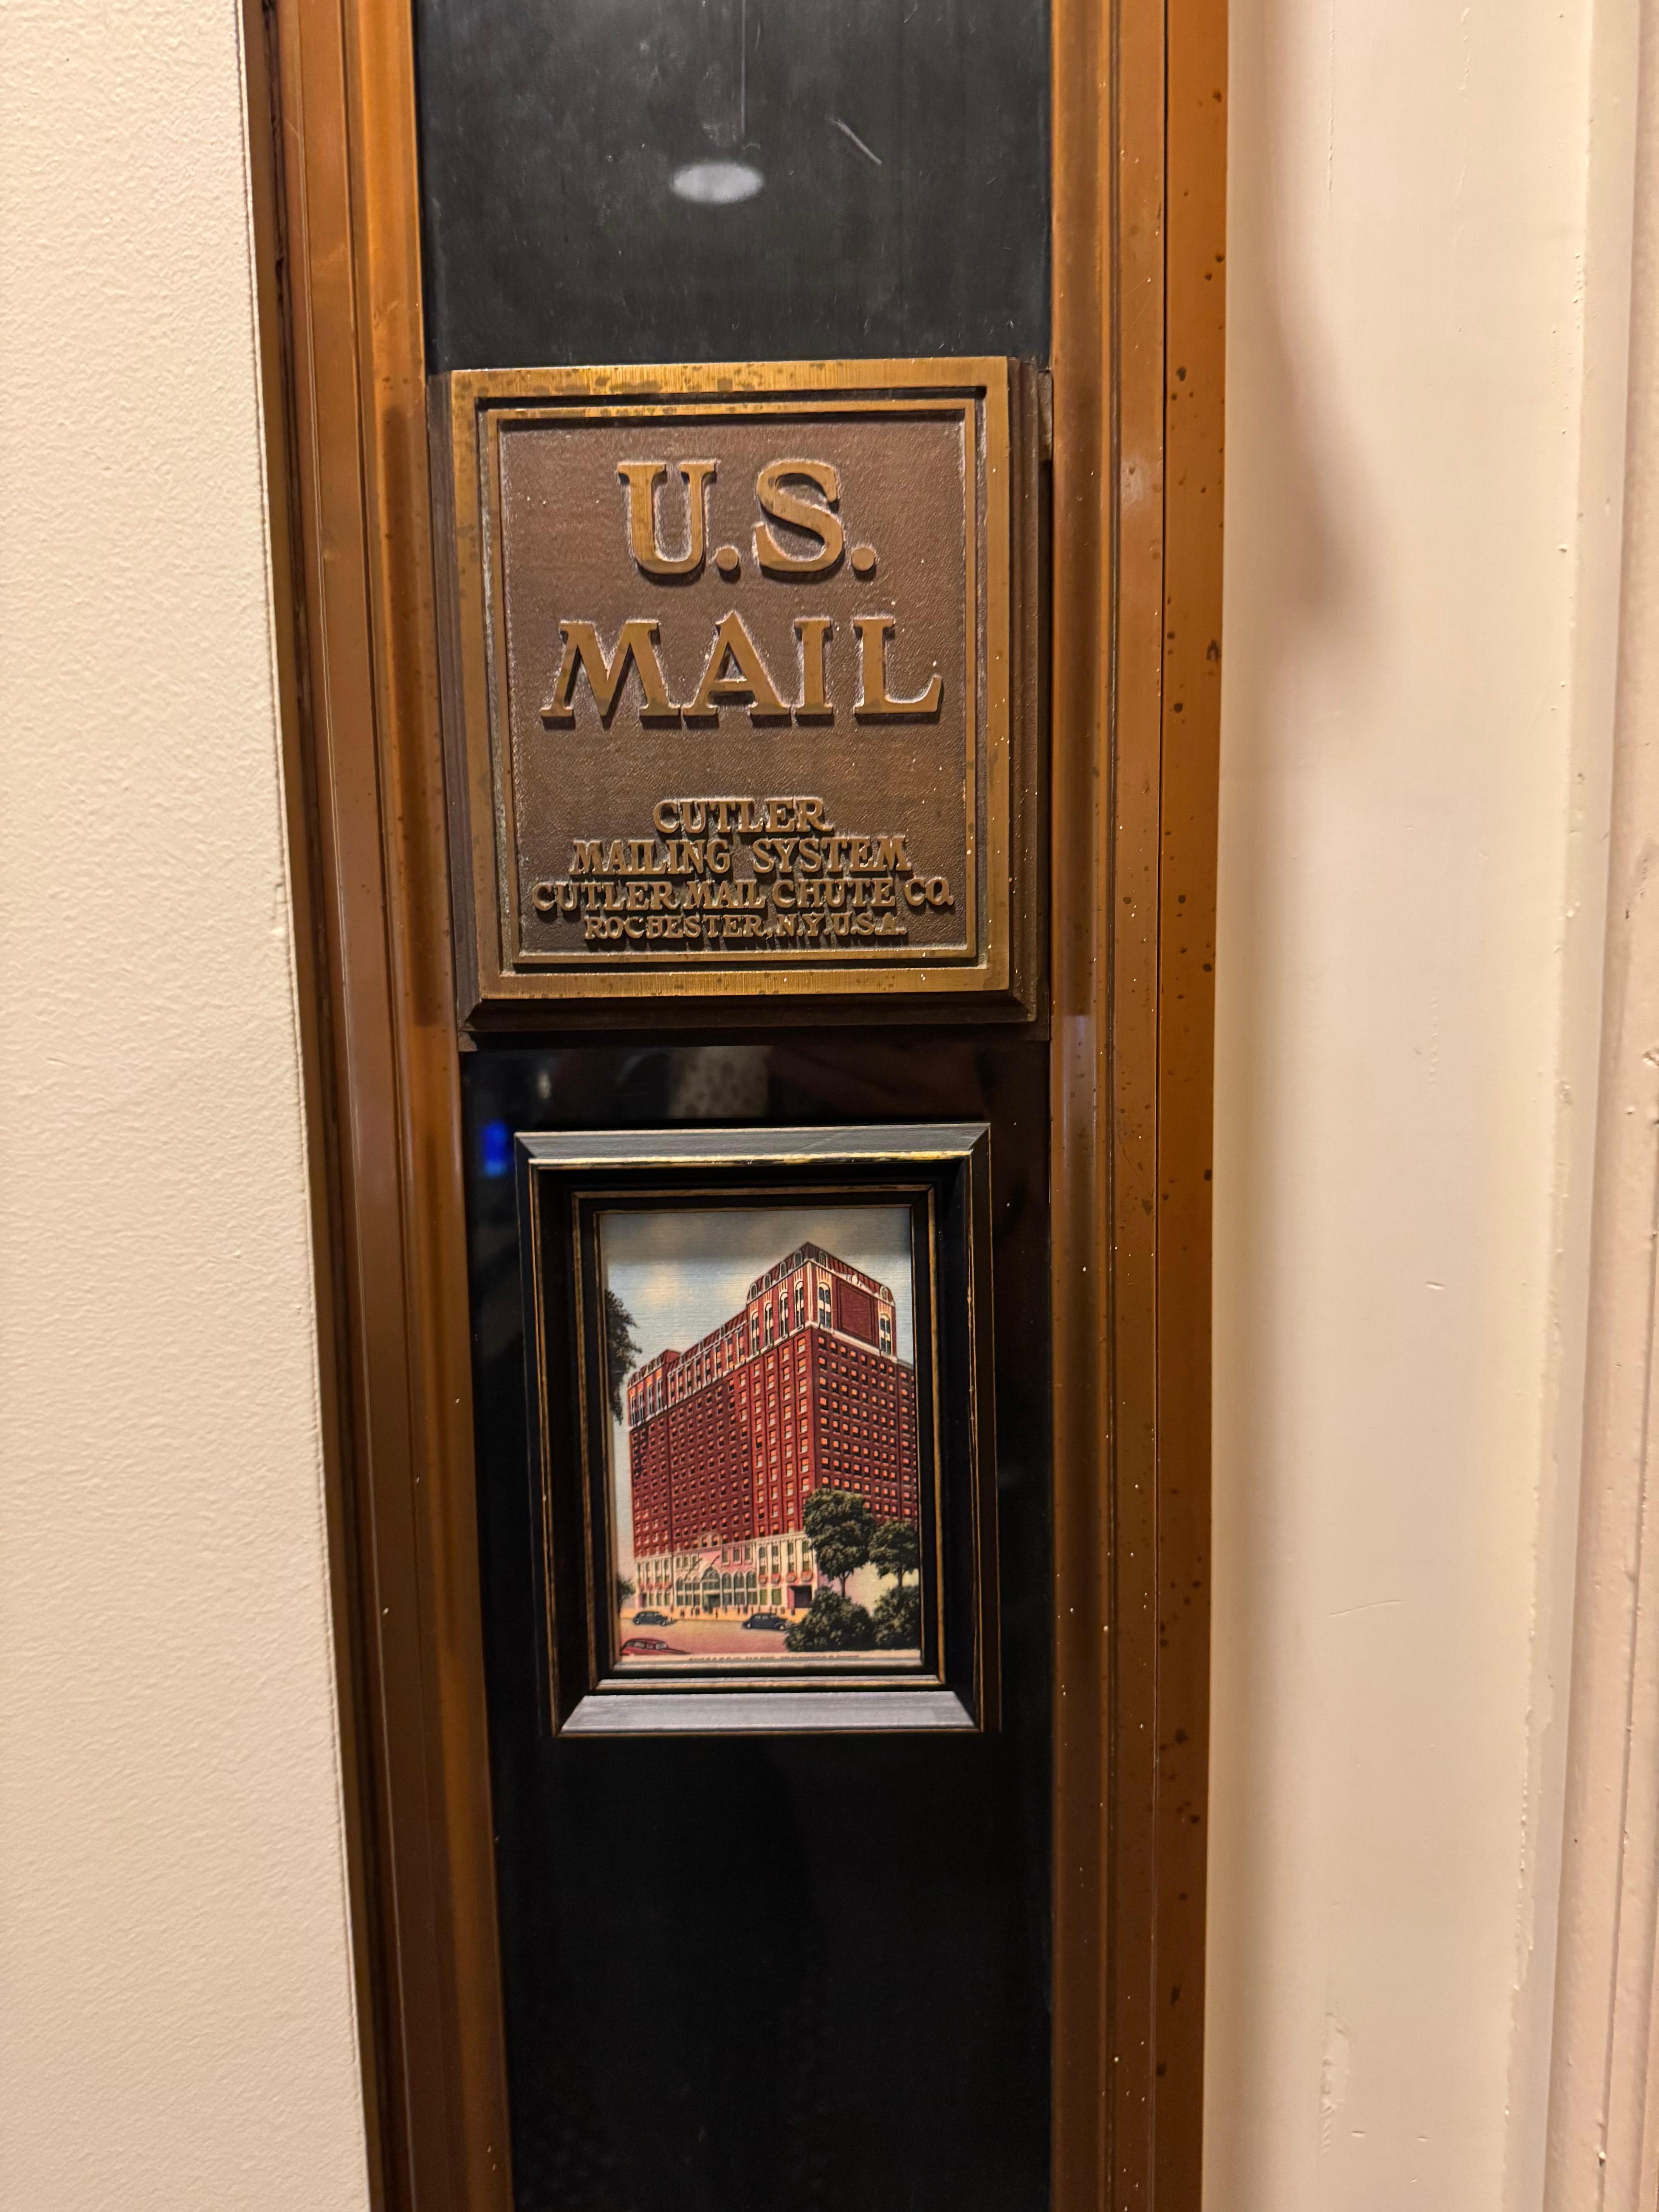 U.S.
MAIL
CUTLER
MAILING SYSTEM
CUTLER MAIL CHUTE CO.
ROCHESTER, N.Y. U.S.A.